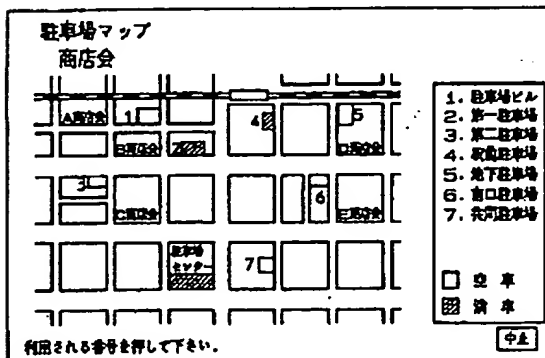 駐車場マップ
商店会
A商店会
1
4
5
B商店会
2
D商店会
3
6
C商店会
E商店会
駐車場
センター
7
1. 駐車場ビル
2. 第一駐車場
3. 第二駐車場
4. 駅前駐車場
5. 地下駐車場
6. 南口駐車場
7. 共同駐車場
空車
満車
利用される番号を押して下さい。
中止